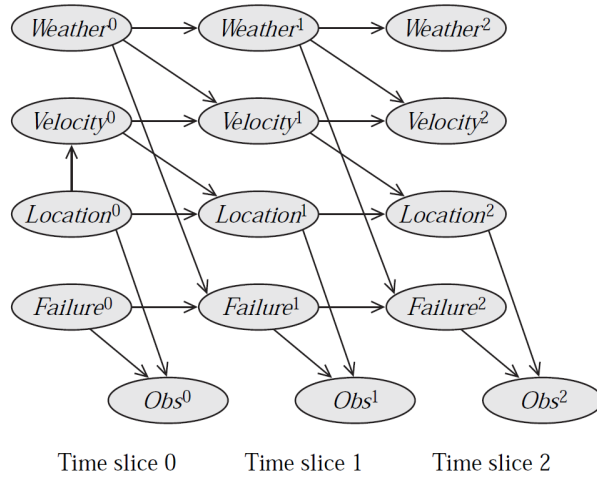 Weather⁰ Weather¹ Weather²
Velocity⁰ Velocity¹ Velocity²
Location⁰ Location¹ Location²
Failure⁰ Failure¹ Failure²
Obs⁰ Obs¹ Obs²
Time slice 0 Time slice 1 Time slice 2